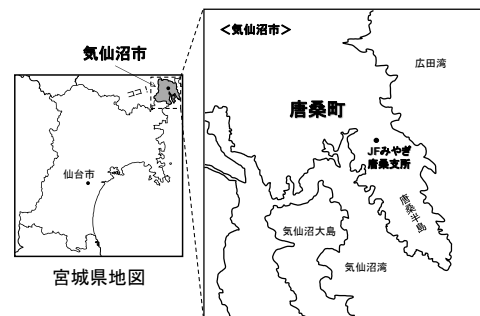 気仙沼市
ココ!
仙台市
宮城県地図
＜気仙沼市＞
広田湾
唐桑町
JFみやぎ
唐桑支所
唐桑半島
気仙沼大島
気仙沼湾